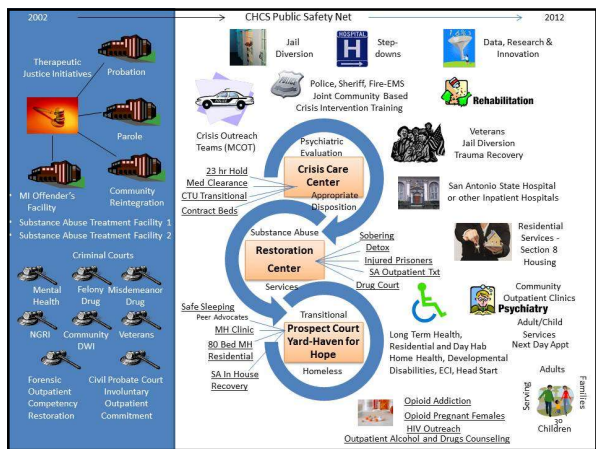 2002
CHCS Public Safety Net
2012
Therapeutic
Justice Initiatives
Probation
Parole
Community
Reintegration
• MI Offender's
Facility
• Substance Abuse Treatment Facility 1
• Substance Abuse Treatment Facility 2
Criminal Courts
Mental
Health
Felony
Drug
Misdemeanor
Drug
NGRI
Community
DWI
Veterans
Forensic
Outpatient
Competency
Restoration
Civil Probate Court
Involuntary
Outpatient
Commitment
Jail
Diversion
HOSPITAL
H
Step-
downs
Data, Research &
Innovation
Police, Sheriff, Fire-EMS
Joint Community Based
Crisis Intervention Training
Rehabilitation
Crisis Outreach
Teams (MCOT)
Psychiatric
Evaluation
Crisis Care
Center
Appropriate
Disposition
23 hr Hold
Med Clearance
CTU Transitional
Contract Beds
Veterans
Jail Diversion
Trauma Recovery
San Antonio State Hospital
or other Inpatient Hospitals
Substance Abuse
Restoration
Center
Services
Sobering
Detox
Injured Prisoners
SA Outpatient Txt
Drug Court
Residential
Services -
Section 8
Housing
Safe Sleeping
Peer Advocates
MH Clinic
80 Bed MH
Residential
SA In House
Recovery
Transitional
Prospect Court
Yard-Haven for
Hope
Homeless
Community
Outpatient Clinics
Psychiatry
Adult/Child
Services
Next Day Appt
Long Term Health,
Residential and Day Hab
Home Health, Developmental
Disabilities, ECI, Head Start
Opioid Addiction
Opioid Pregnant Females
HIV Outreach
Outpatient Alcohol and Drugs Counseling
Adults
Serving
Families
30
Children